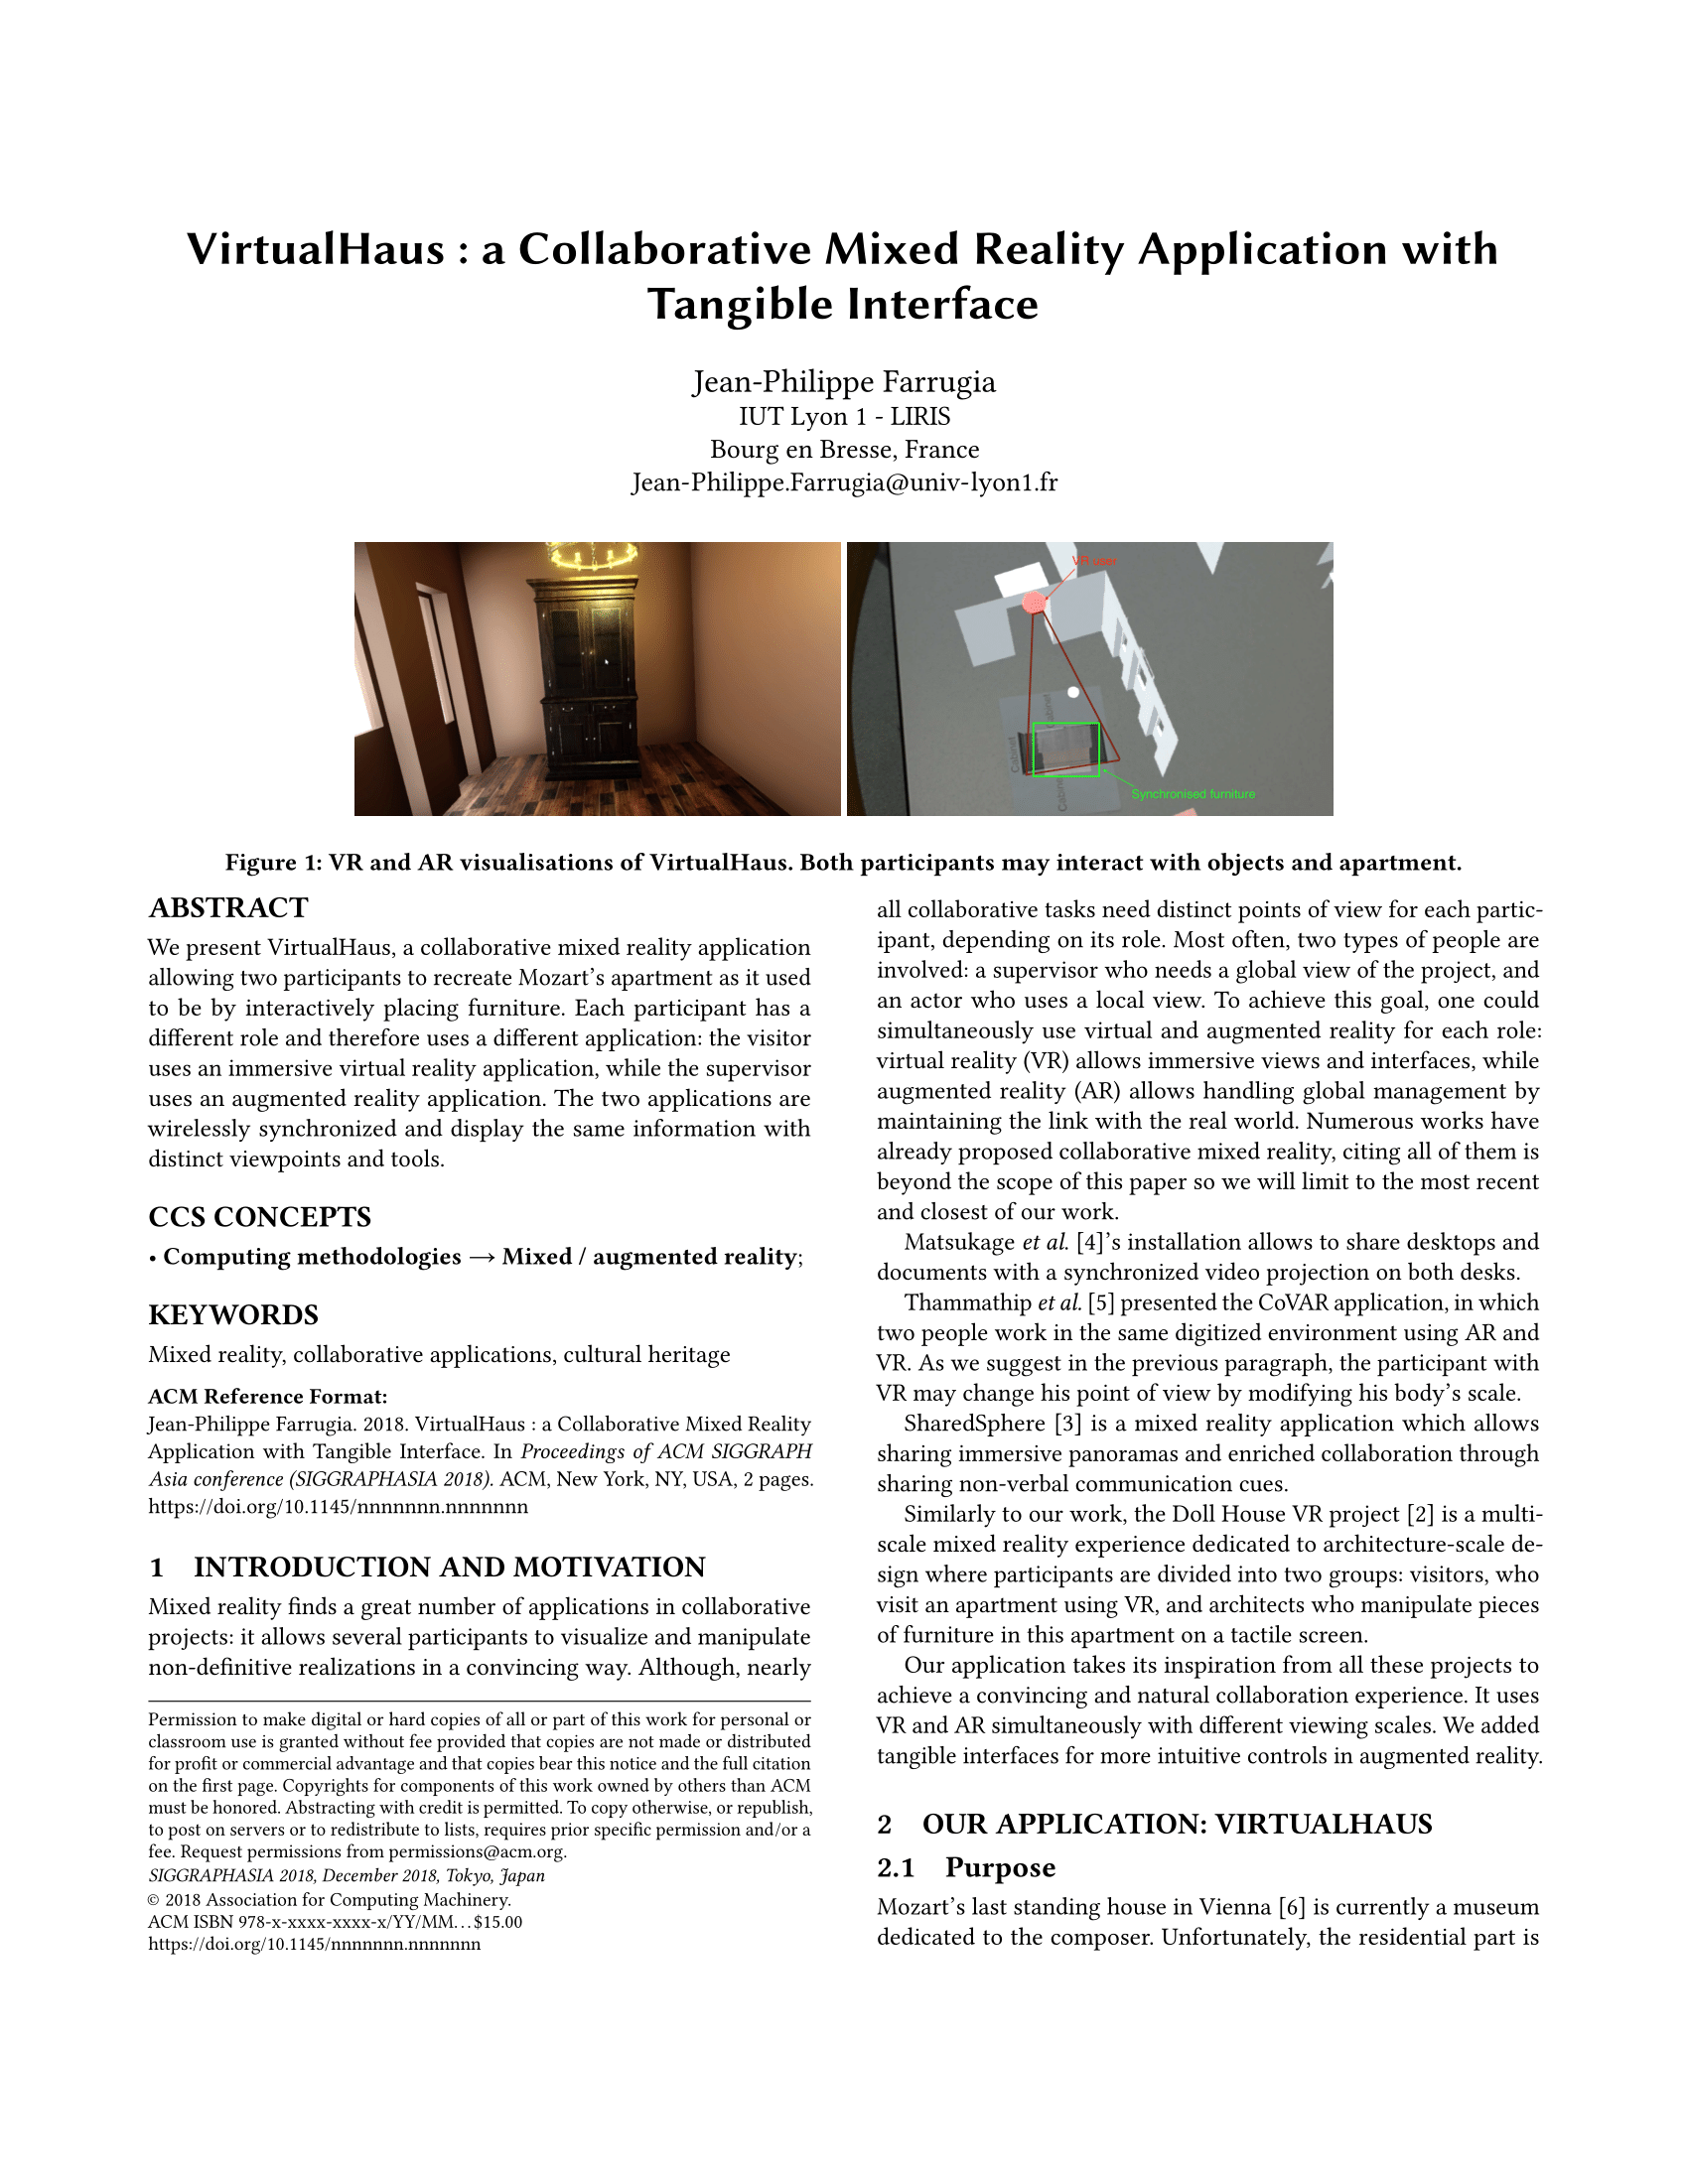 VirtualHaus : a Collaborative Mixed Reality Application with
Tangible Interface
Jean-Philippe Farrugia
IUT Lyon 1 - LIRIS
Bourg en Bresse, France
Jean-Philippe.Farrugia@univ-lyon1.fr
VR user
Cabinet
Cabinet
Cabinet
Synchronised furniture
Figure 1: VR and AR visualisations of VirtualHaus. Both participants may interact with objects and apartment.
ABSTRACT
We present VirtualHaus, a collaborative mixed reality application
allowing two participants to recreate Mozart's apartment as it used
to be by interactively placing furniture. Each participant has a
different role and therefore uses a different application: the visitor
uses an immersive virtual reality application, while the supervisor
uses an augmented reality application. The two applications are
wirelessly synchronized and display the same information with
distinct viewpoints and tools.
CCS CONCEPTS
• Computing methodologies → Mixed / augmented reality;
KEYWORDS
Mixed reality, collaborative applications, cultural heritage
ACM Reference Format:
Jean-Philippe Farrugia. 2018. VirtualHaus : a Collaborative Mixed Reality
Application with Tangible Interface. In Proceedings of ACM SIGGRAPH
Asia conference (SIGGRAPHASIA 2018). ACM, New York, NY, USA, 2 pages.
https://doi.org/10.1145/nnnnnnn.nnnnnnn
1 INTRODUCTION AND MOTIVATION
Mixed reality finds a great number of applications in collaborative
projects: it allows several participants to visualize and manipulate
non-definitive realizations in a convincing way. Although, nearly
Permission to make digital or hard copies of all or part of this work for personal or
classroom use is granted without fee provided that copies are not made or distributed
for profit or commercial advantage and that copies bear this notice and the full citation
on the first page. Copyrights for components of this work owned by others than ACM
must be honored. Abstracting with credit is permitted. To copy otherwise, or republish,
to post on servers or to redistribute to lists, requires prior specific permission and/or a
fee. Request permissions from permissions@acm.org.
SIGGRAPHASIA 2018, December 2018, Tokyo, Japan
© 2018 Association for Computing Machinery.
ACM ISBN 978-x-xxxx-xxxx-x/YY/MM...$15.00
https://doi.org/10.1145/nnnnnnn.nnnnnnn
all collaborative tasks need distinct points of view for each partic-
ipant, depending on its role. Most often, two types of people are
involved: a supervisor who needs a global view of the project, and
an actor who uses a local view. To achieve this goal, one could
simultaneously use virtual and augmented reality for each role:
virtual reality (VR) allows immersive views and interfaces, while
augmented reality (AR) allows handling global management by
maintaining the link with the real world. Numerous works have
already proposed collaborative mixed reality, citing all of them is
beyond the scope of this paper so we will limit to the most recent
and closest of our work.
Matsukage et al. [4]'s installation allows to share desktops and
documents with a synchronized video projection on both desks.
Thammathip et al. [5] presented the CoVAR application, in which
two people work in the same digitized environment using AR and
VR. As we suggest in the previous paragraph, the participant with
VR may change his point of view by modifying his body's scale.
SharedSphere [3] is a mixed reality application which allows
sharing immersive panoramas and enriched collaboration through
sharing non-verbal communication cues.
Similarly to our work, the Doll House VR project [2] is a multi-
scale mixed reality experience dedicated to architecture-scale de-
sign where participants are divided into two groups: visitors, who
visit an apartment using VR, and architects who manipulate pieces
of furniture in this apartment on a tactile screen.
Our application takes its inspiration from all these projects to
achieve a convincing and natural collaboration experience. It uses
VR and AR simultaneously with different viewing scales. We added
tangible interfaces for more intuitive controls in augmented reality.
2 OUR APPLICATION: VIRTUALHAUS
2.1 Purpose
Mozart's last standing house in Vienna [6] is currently a museum
dedicated to the composer. Unfortunately, the residential part is